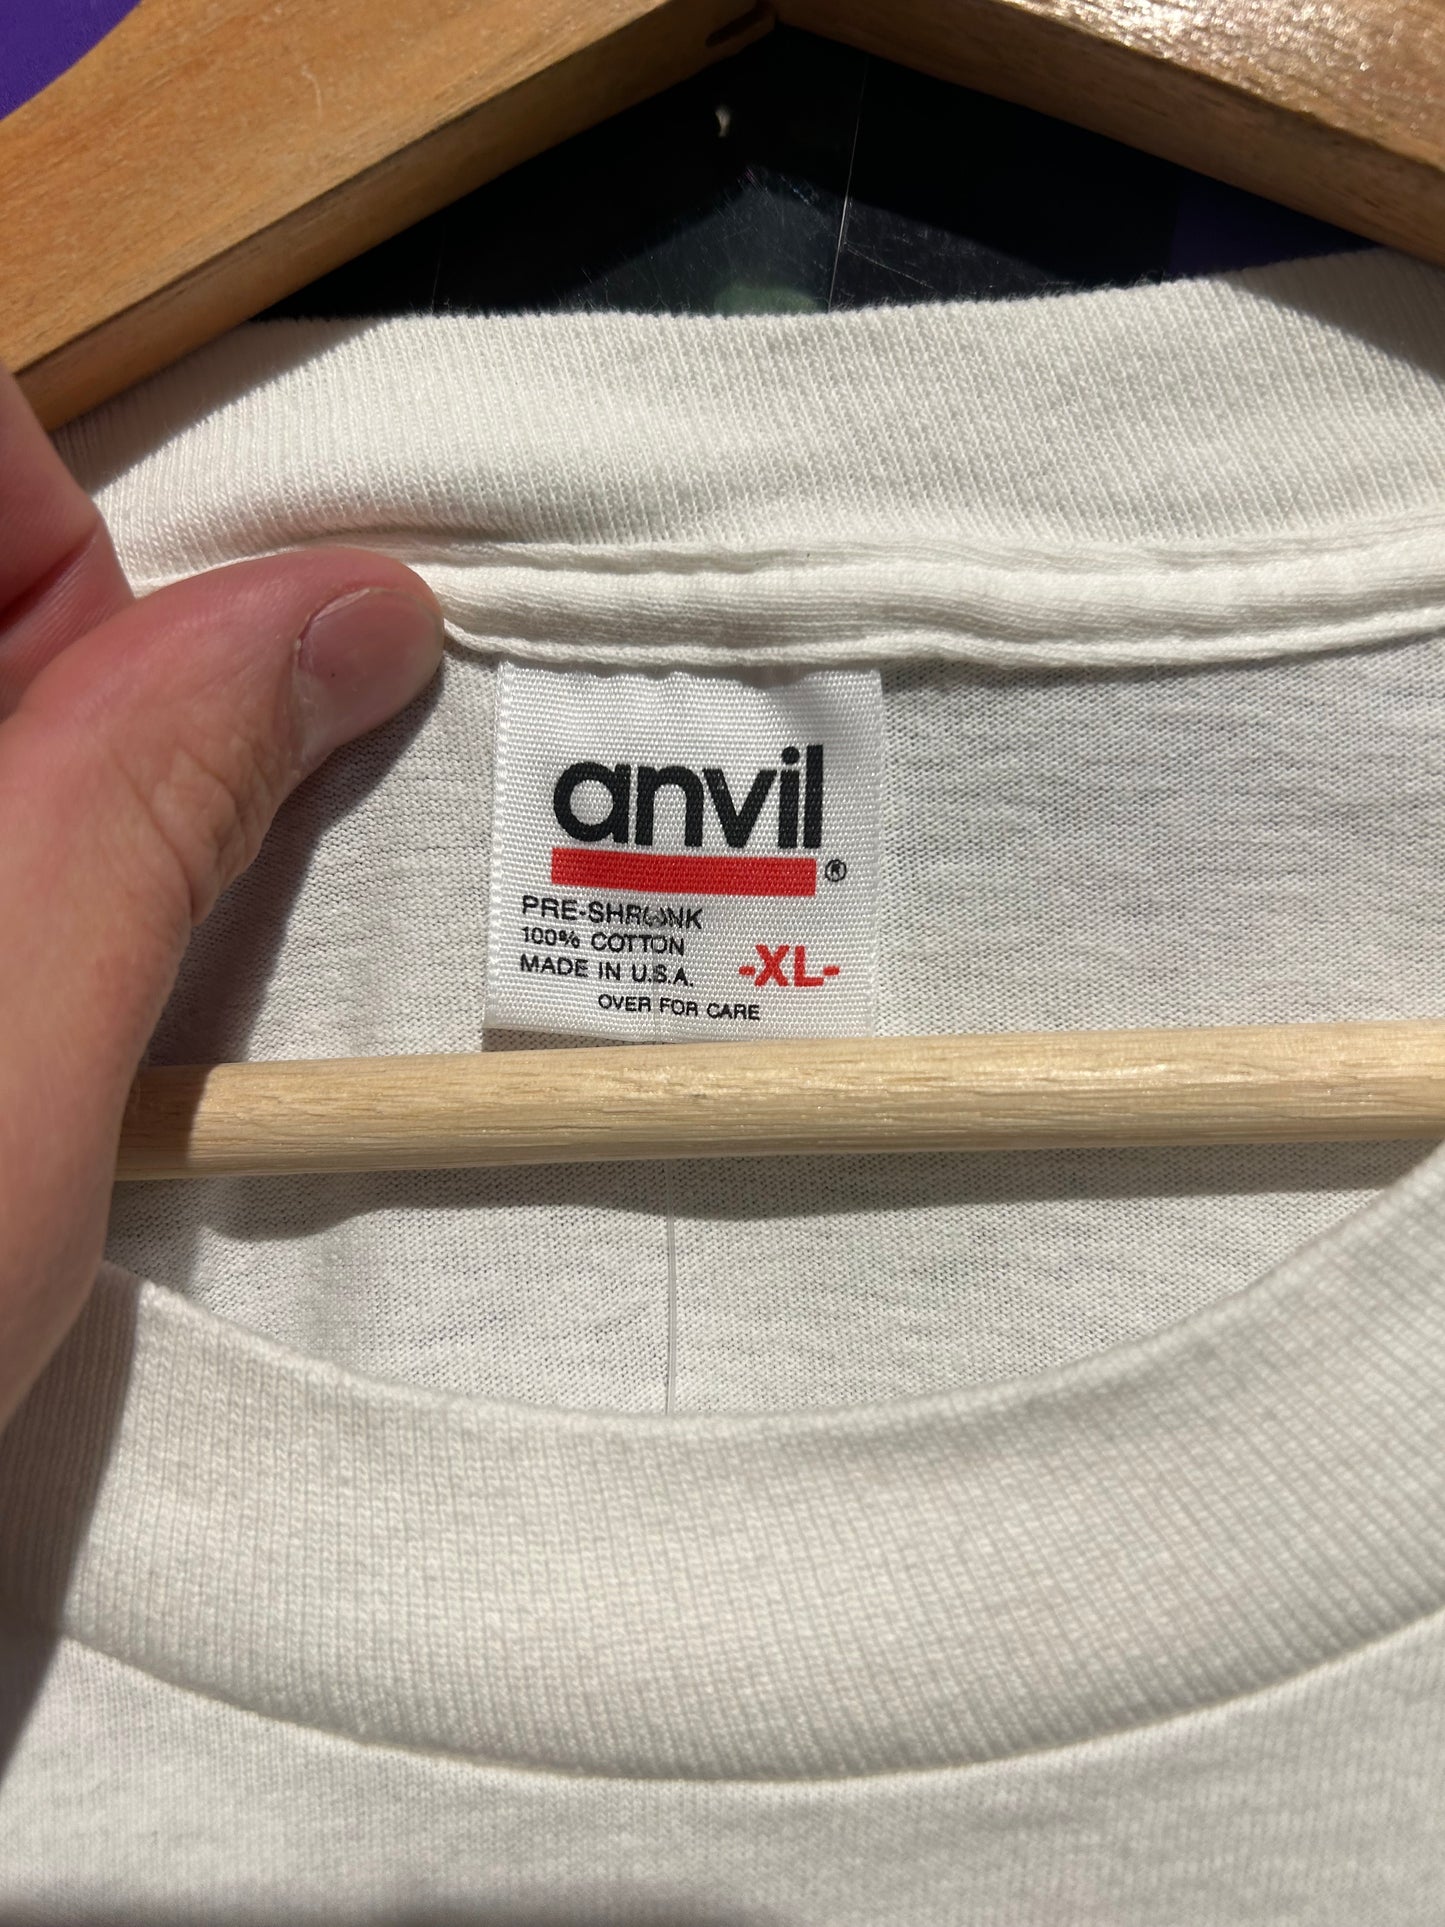 anvil
®
PRE-SHRUNK
100% COTTON
MADE IN U.S.A.
-XL-
OVER FOR CARE